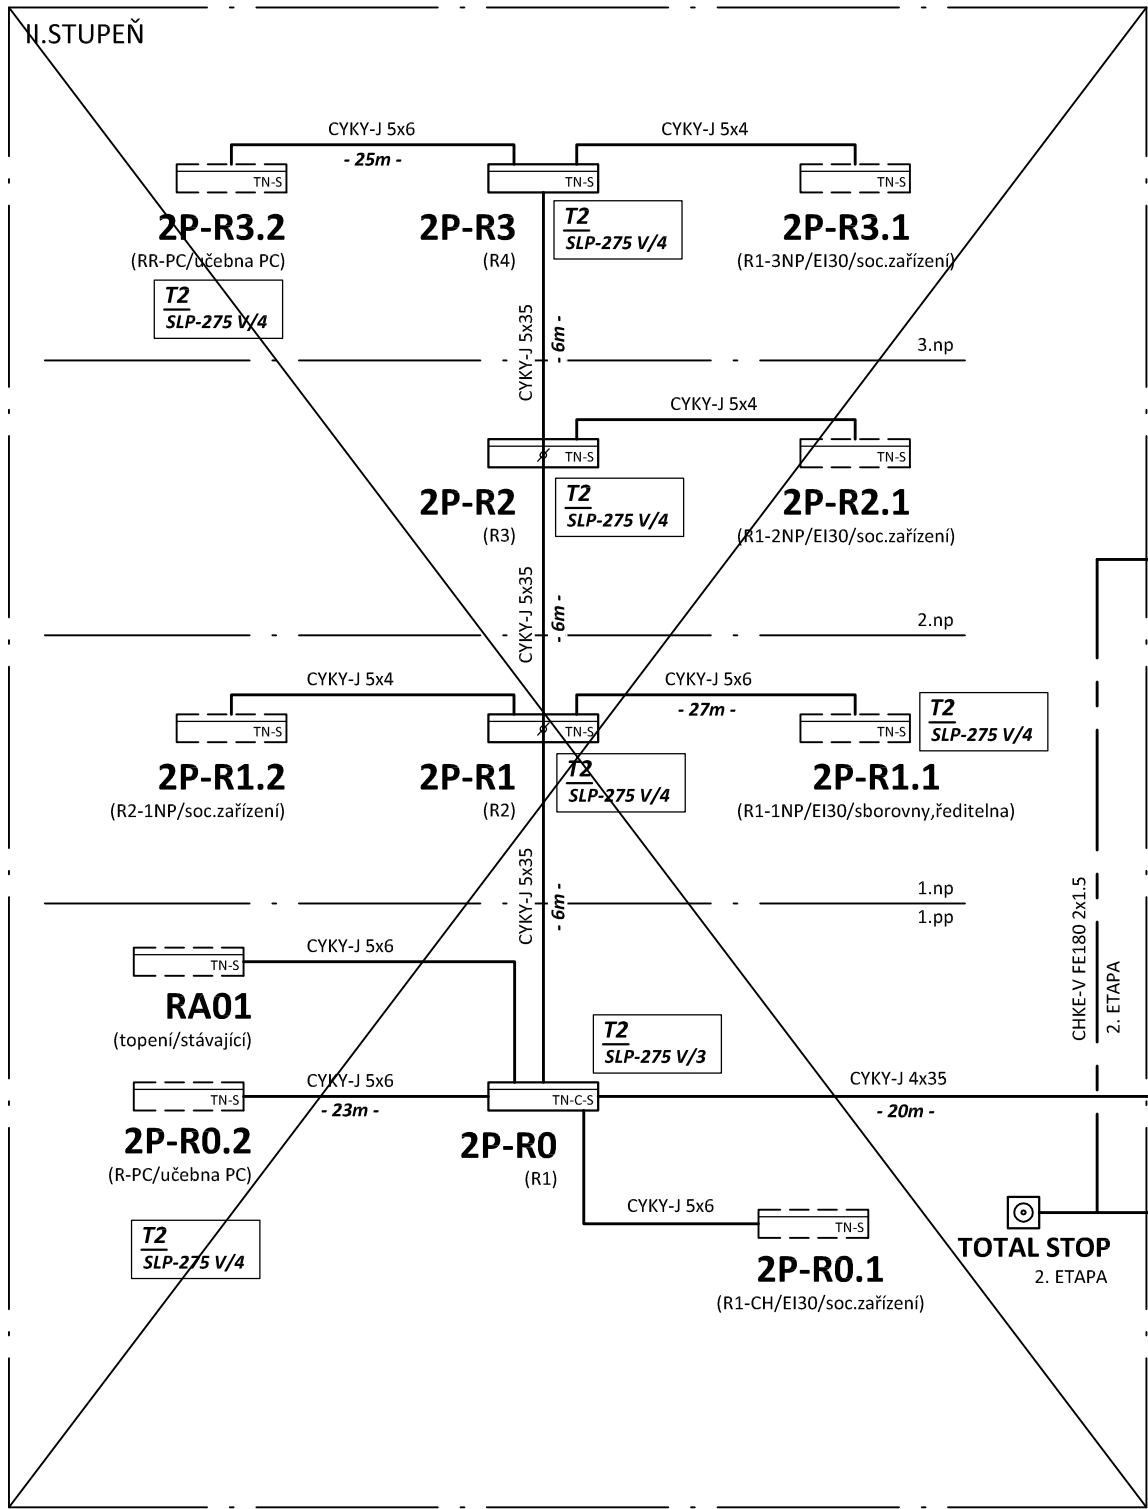 II.STUPEŇ
CYKY-J 5x6
- 25m -
CYKY-J 5x4
TN-S
TN-S
TN-S
2P-R3.2
(RR-PC/učebna PC)
2P-R3
(R4)
2P-R3.1
(R1-3NP/EI30/soc.zařízení)
T2
SLP-275 V/4
T2
SLP-275 V/4
CYKY-J 5x35
- 6m -
3.np
CYKY-J 5x4
TN-S
TN-S
2P-R2
(R3)
2P-R2.1
(R1-2NP/EI30/soc.zařízení)
T2
SLP-275 V/4
CYKY-J 5x35
- 6m -
2.np
CYKY-J 5x4
CYKY-J 5x6
- 27m -
TN-S
TN-S
TN-S
T2
SLP-275 V/4
2P-R1.2
(R2-1NP/soc.zařízení)
2P-R1
(R2)
T2
SLP-275 V/4
2P-R1.1
(R1-1NP/EI30/sborovny,ředitelna)
CYKY-J 5x35
- 6m -
1.np
1.pp
CYKY-J 5x6
TN-S
RA01
(topení/stávající)
T2
SLP-275 V/3
CHKE-V FE180 2x1.5
2. ETAPA
CYKY-J 5x6
- 23m -
TN-S
TN-C-S
CYKY-J 4x35
- 20m -
2P-R0.2
(R-PC/učebna PC)
2P-R0
(R1)
T2
SLP-275 V/4
CYKY-J 5x6
TN-S
2P-R0.1
(R1-CH/EI30/soc.zařízení)
TOTAL STOP
2. ETAPA